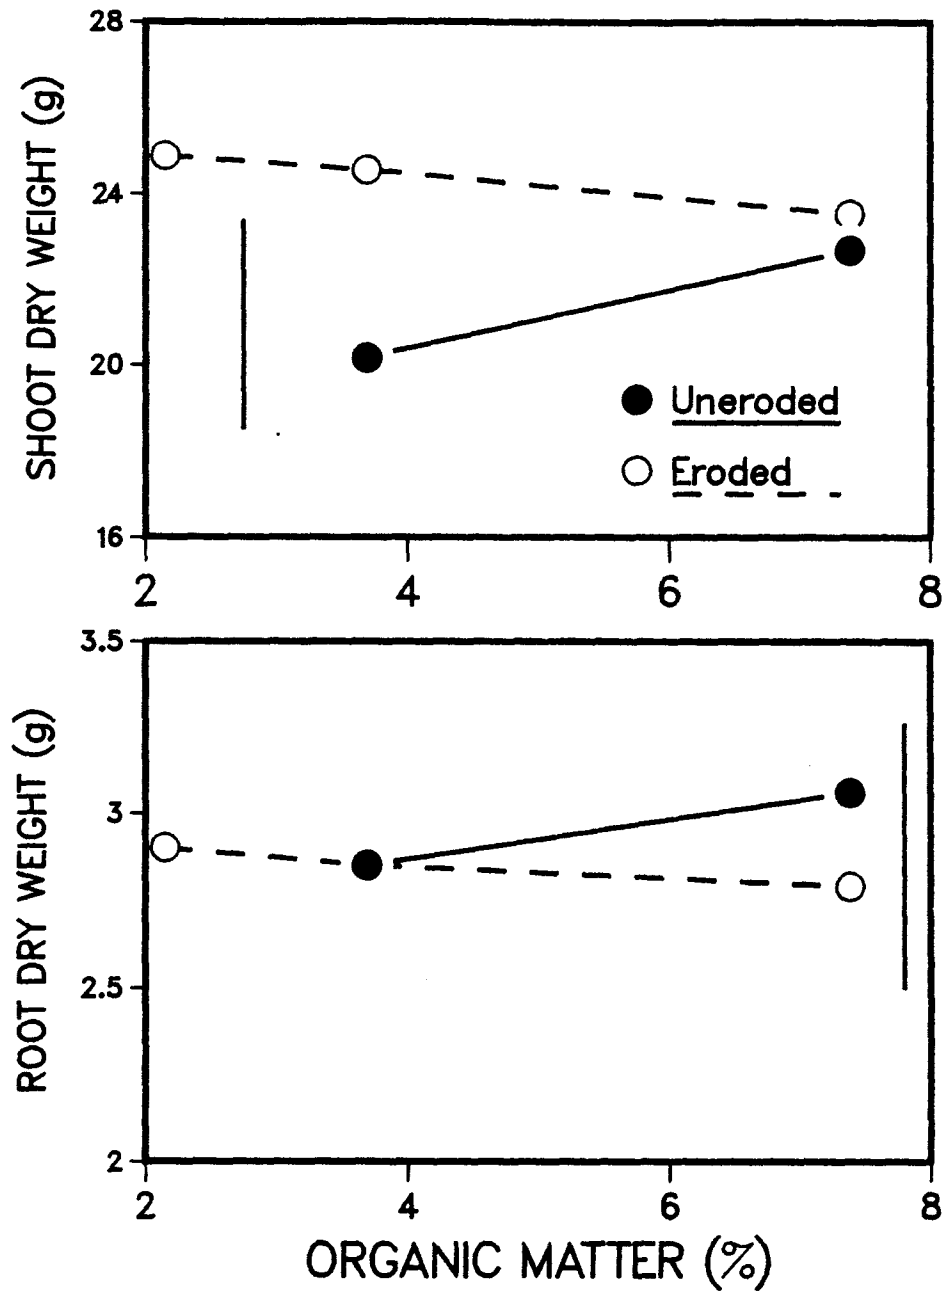 28
24
20
16
SHOOT DRY WEIGHT (g)
Uneroded
Eroded
2 4 6 8
3.5
3
2.5
2
ROOT DRY WEIGHT (g)
2 4 6 8
ORGANIC MATTER (%)